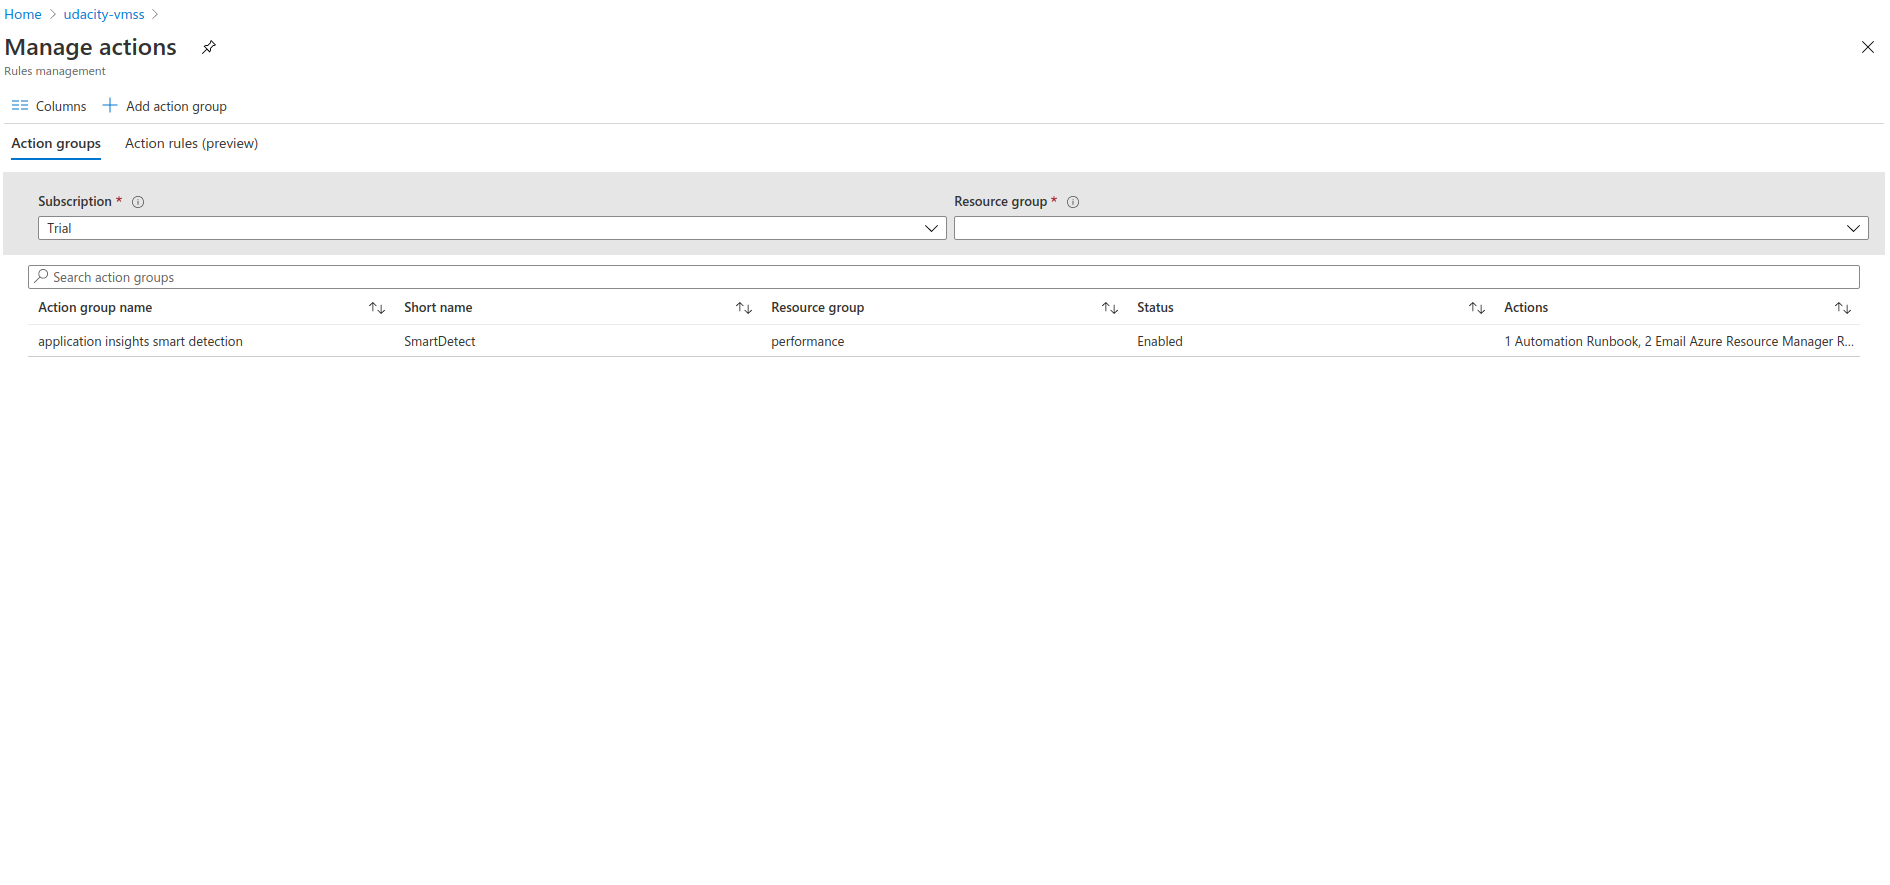 Home > udacity-vmss >
Manage actions
Rules management
Columns + Add action group
Action groups Action rules (preview)
Subscription * Resource group *
Trial
Search action groups
Action group name Short name Resource group Status Actions
application insights smart detection SmartDetect performance Enabled 1 Automation Runbook, 2 Email Azure Resource Manager R...